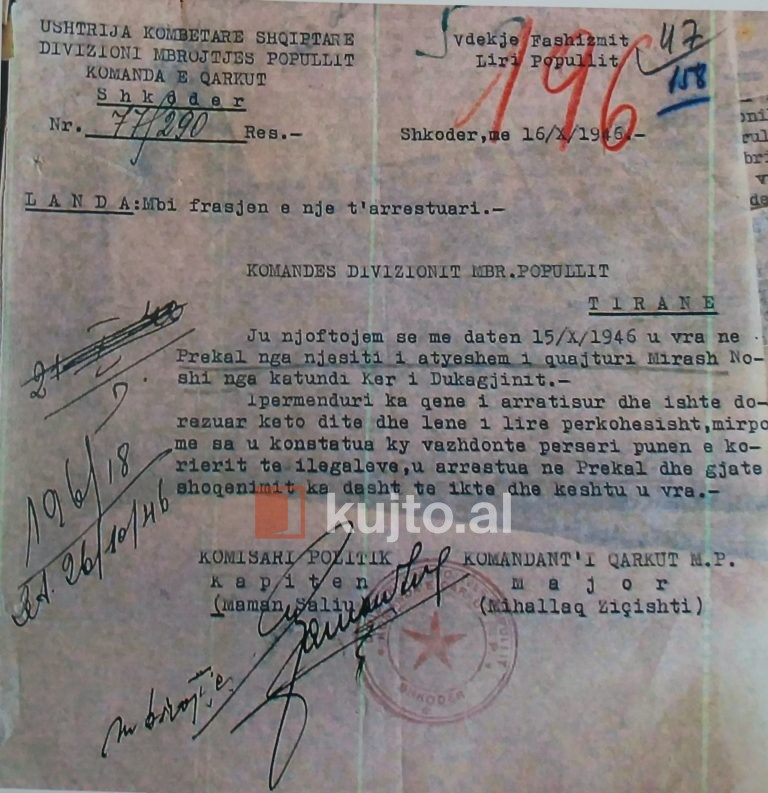 USHTRIJA KOMBETARE SHQIPTARE
DIVIZIONI MBROJTJES POPULLIT
KOMANDA E QARKUT
Shkoder
Nr. 77/290 Res.-
Vdekje Fashizmit
Liri Popullit
47
158
196
Shkoder,me 16/X/1946.-
LANDA:Mbi frasjen e nje t'arrestuari.-
KOMANDES DIVIZIONIT MBR.POPULLIT
TIRANE
Ju njoftojem se me daten 15/X/1946 u vra ne
Prekal nga njesiti i atyeshem i quajturi Mirash No-
shi nga katundi Ker i Dukagjinit.-
Ipermenduri ka qene i arratisur dhe ishte do-
rezuar keto dite dhe lene i lire perkohesisht,mirpo
me sa u konstatua ky vazhdonte perseri punen e ko-
rierit te ilegaleve,u arrestua ne Prekal dhe gjate
shoqenimit ka dasht te ikte dhe keshtu u vra.-
196/18
26/10/46
kujto.al
KOMISARI POLITIK
Kapiten
(Maman Saliu
KOMANDANT'I QARKUT M.P.
major
(Mihallaq Ziçishti)
SHKODËR